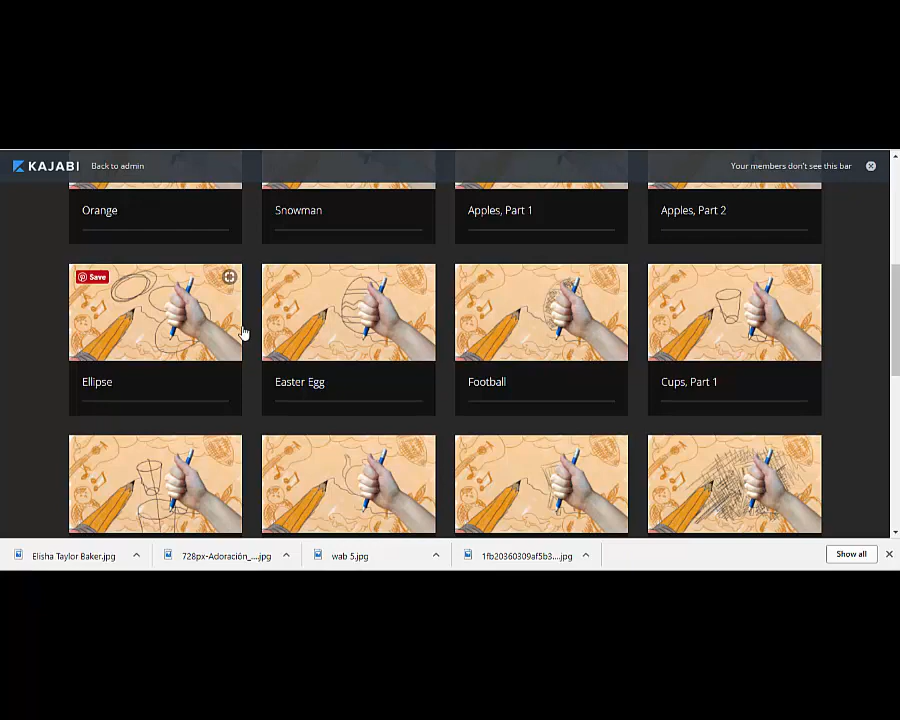 KAJABI Back to admin Your members don't see this bar
Orange Snowman Apples, Part 1 Apples, Part 2
Save
Ellipse Easter Egg Football Cups, Part 1
Elisha Taylor Baker.jpg 728px-Adoración_....jpg wab 5.jpg 1fb20360309af5b3....jpg Show all